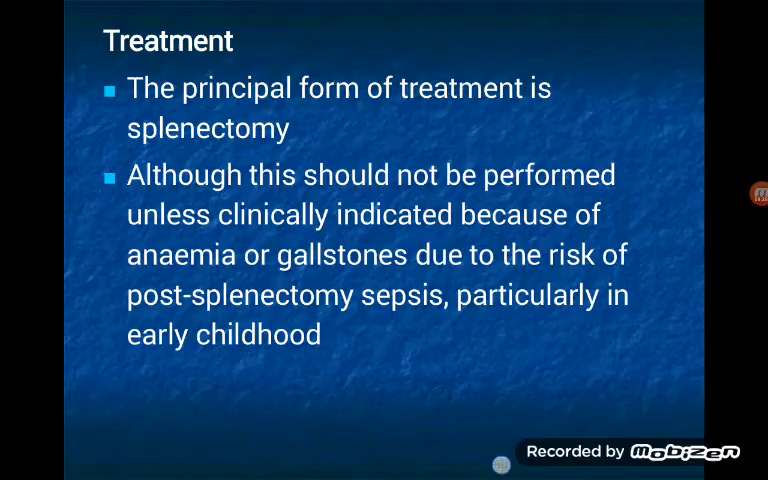 Treatment
The principal form of treatment is
splenectomy
Although this should not be performed
unless clinically indicated because of
anaemia or gallstones due to the risk of
post-splenectomy sepsis, particularly in
early childhood
Recorded by Mobizen